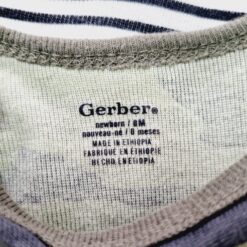 Gerber®
newborn / 0M
nouveau-né / 0 meses
MADE IN ETHIOPIA
FABRIQUÉ EN ÉTHIOPIE
HECHO EN ETIOPIA